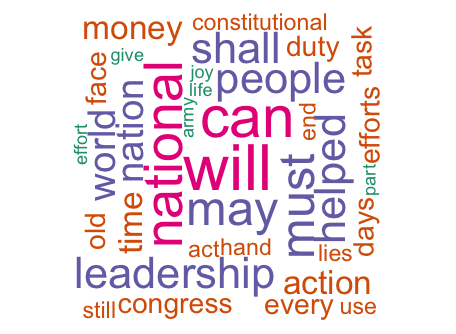 constitutional
money
shall
duty
task
give
face
joy
people
life
national
nation
army
can
end
efforts
effort
world
will
must
helped
part
may
old
time
days
act
hand
lies
leadership
action
still
congress
every
use